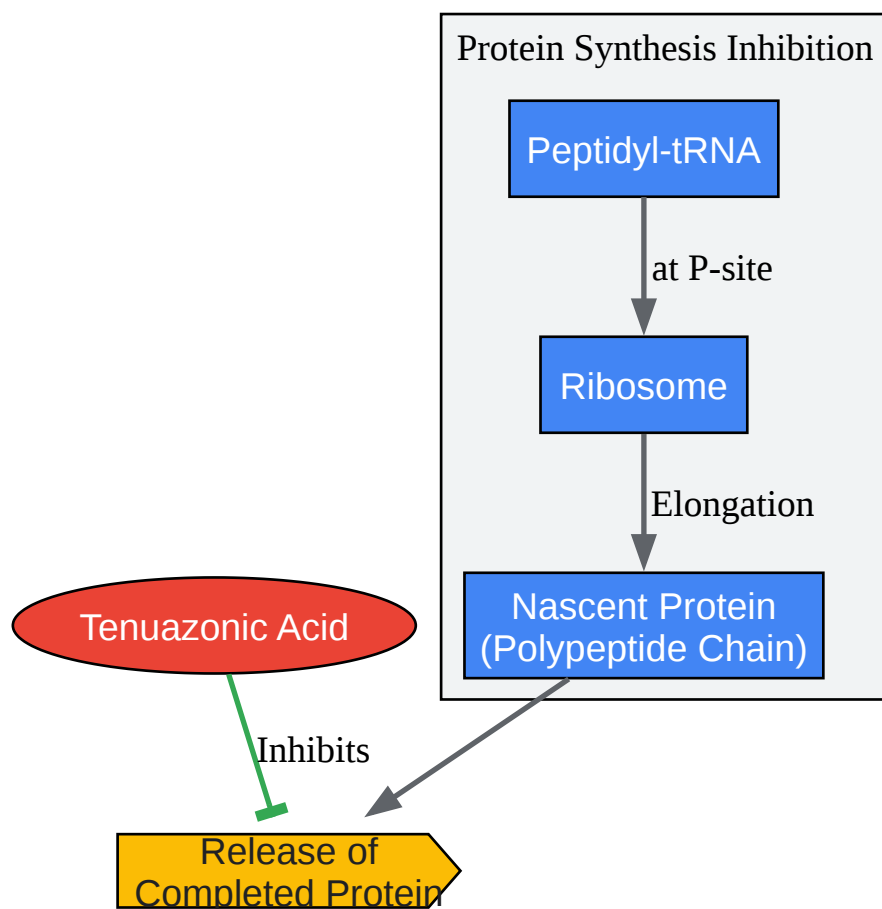 Protein Synthesis Inhibition
Peptidyl-tRNA
at P-site
Ribosome
Elongation
Nascent Protein
(Polypeptide Chain)
Tenuazonic Acid
Inhibits
Release of
Completed Protein